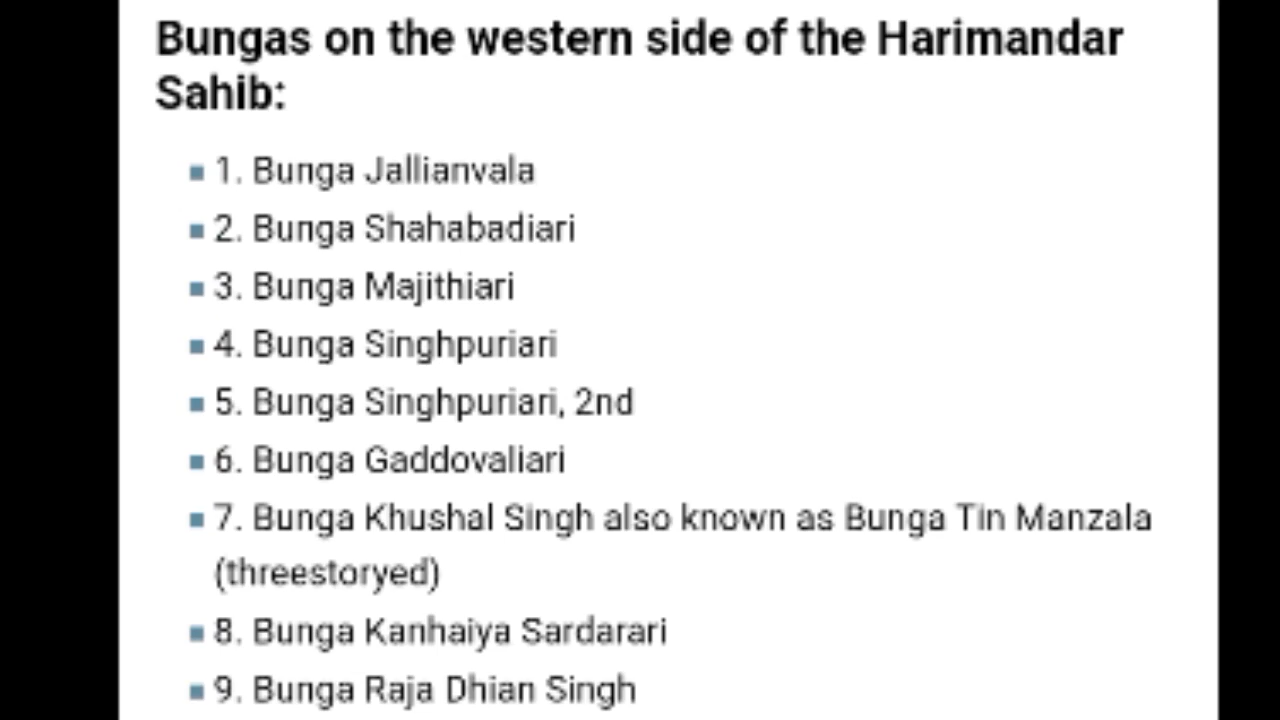 Bungas on the western side of the Harimandar
Sahib:
1. Bunga Jallianvala
2. Bunga Shahabadiari
3. Bunga Majithiari
4. Bunga Singhpuriari
5. Bunga Singhpuriari, 2nd
6. Bunga Gaddovaliari
7. Bunga Khushal Singh also known as Bunga Tin Manzala
(threestoryed)
8. Bunga Kanhaiya Sardarari
9. Bunga Raja Dhian Singh